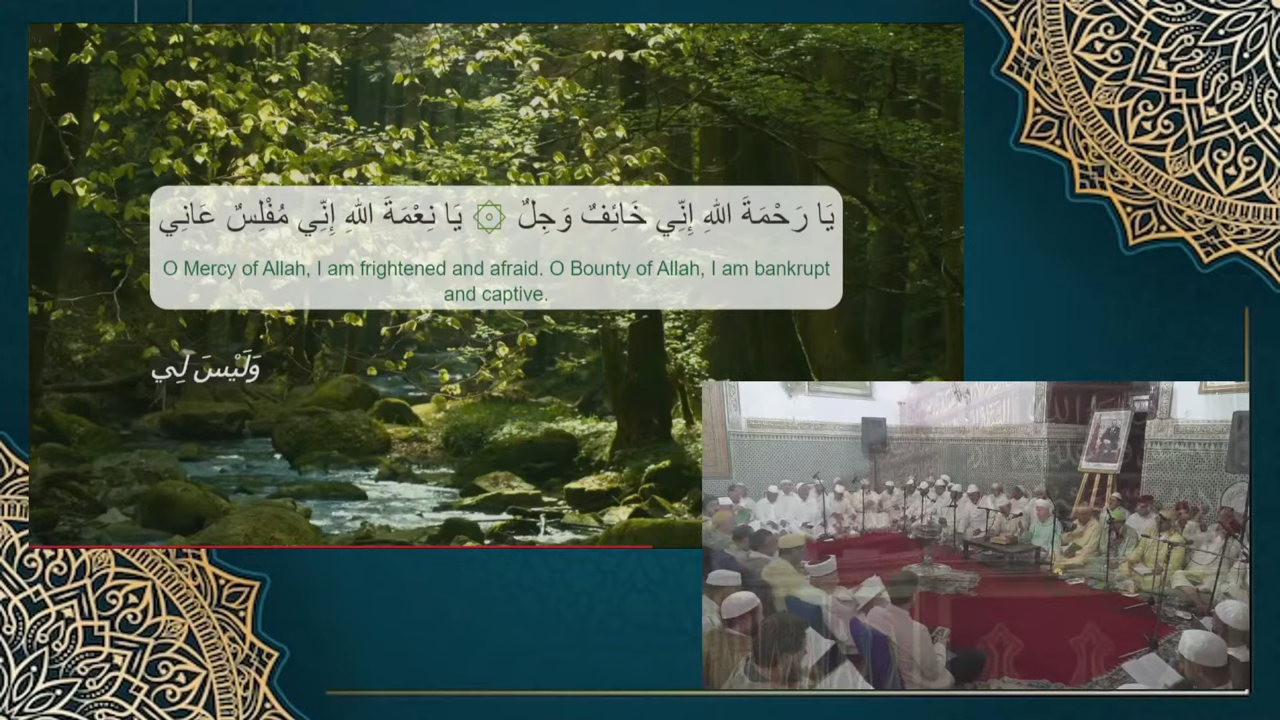 يَا رَحْمَةَ اللهِ إِنِّي خَائِفٌ وَجِلٌ ۞ يَا نِعْمَةَ اللهِ إِنِّي مُفْلِسٌ عَانِي
O Mercy of Allah, I am frightened and afraid. O Bounty of Allah, I am bankrupt
and captive.
وَلَيْسَ لِي